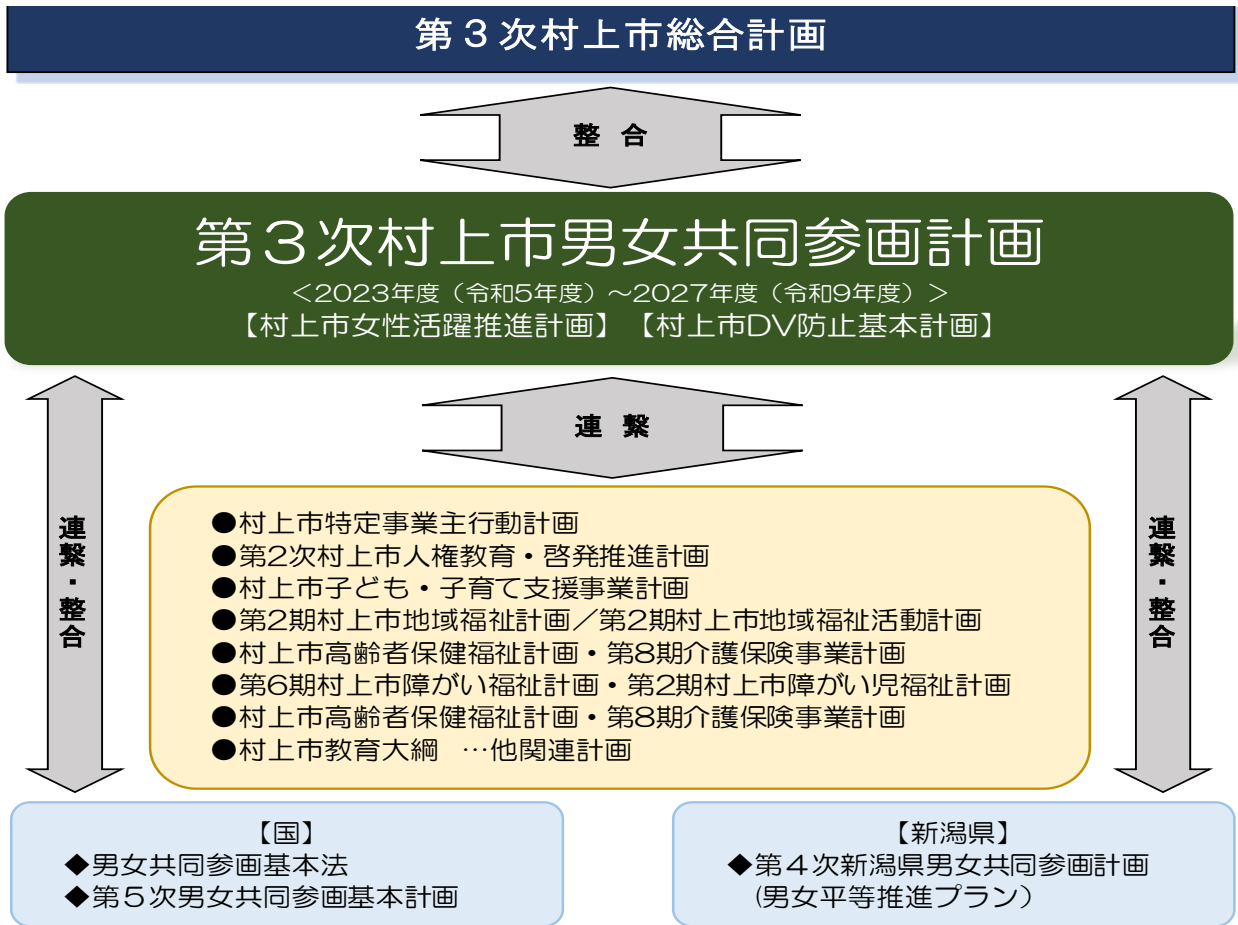 第３次村上市総合計画
整 合
第３次村上市男女共同参画計画
＜2023年度（令和5年度）～2027年度（令和9年度）＞
【村上市女性活躍推進計画】【村上市DV防止基本計画】
連 繋
連繋・整合
●村上市特定事業主行動計画
●第2次村上市人権教育・啓発推進計画
●村上市子ども・子育て支援事業計画
●第2期村上市地域福祉計画／第2期村上市地域福祉活動計画
●村上市高齢者保健福祉計画・第8期介護保険事業計画
●第6期村上市障がい福祉計画・第2期村上市障がい児福祉計画
●村上市高齢者保健福祉計画・第8期介護保険事業計画
●村上市教育大綱　…他関連計画
連繋・整合
【国】
◆男女共同参画基本法
◆第５次男女共同参画基本計画
【新潟県】
◆第４次新潟県男女共同参画計画
(男女平等推進プラン）